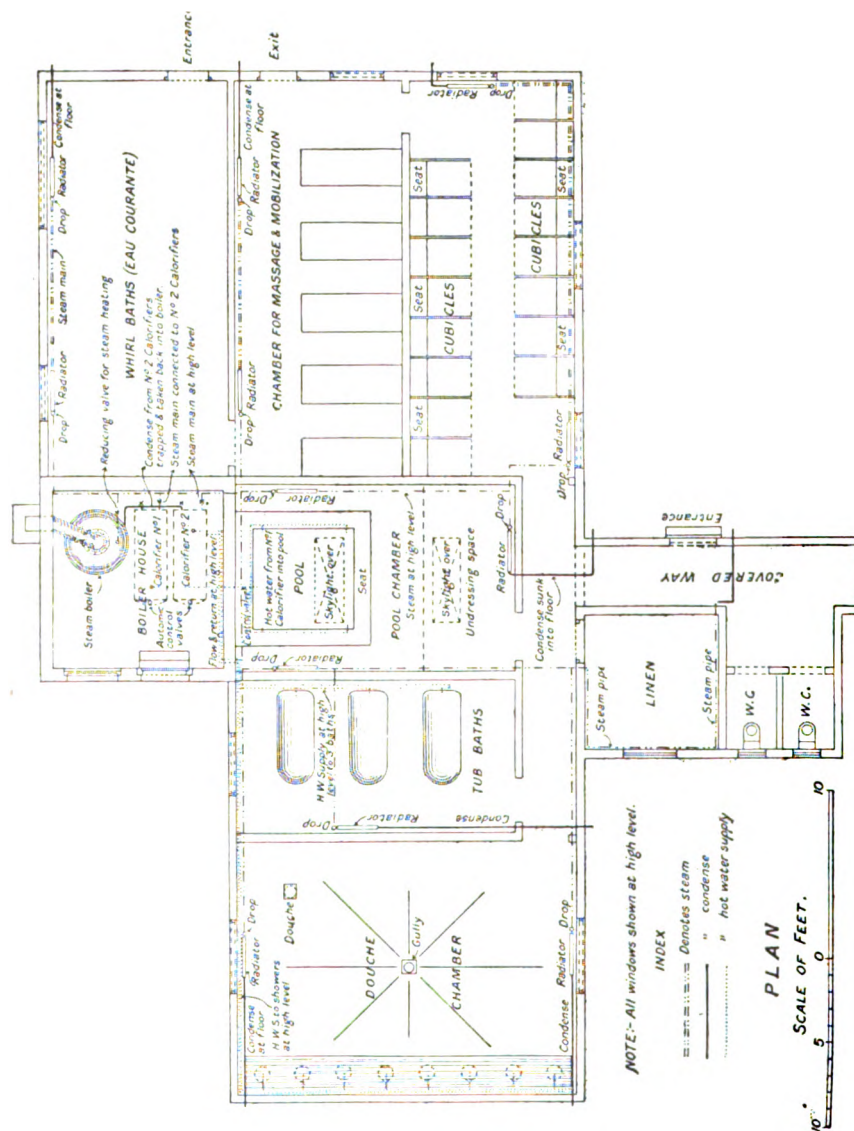 Entrance
Exit
Drop
Radiator
Steam main
Drop
Radiator
Condense at floor
WHIRL BATHS (EAU COURANTE)
Reducing valve for steam heating
Condense from Nº 2 Calorifiers
trapped & taken back into boiler.
Steam main connected to Nº 2 Calorifiers
Steam main at high level
Steam boiler
BOILER HOUSE
Calorifier Nº 1
Calorifier Nº 2
control
valves
Flow & return at high level
Drop
Radiator
Drop
Radiator
Condense at
floor
CHAMBER FOR MASSAGE & MOBILIZATION
Seat
Seat
Seat
CUBICLES
CUBICLES
Seat
Seat
Drop
Radiator
Drop
Radiator
Drop
Radiator
Control valve
Hot water from Nº 1
Calorifier into pool
POOL
Skylight over
Seat
POOL CHAMBER
Steam at high level
Skylight over
Undressing space
Drop
Radiator
Radiator
Drop
Condense sunk
into floor
Entrance
COVERED WAY
H.W Supply at high
level to 3 baths
TUB BATHS
Drop
Radiator
Condense
Steam pipe
LINEN
Steam pipe
W.C
W.C.
Condense
at floor
Radiator
Drop
H W S to showers
at high level
Douche
DOUCHE
CHAMBER
Gully
Condense
Radiator
Drop
NOTE:- All windows shown at high level.
INDEX
Denotes steam
" condense
" hot water supply
PLAN
SCALE OF FEET.
10
5
0
10